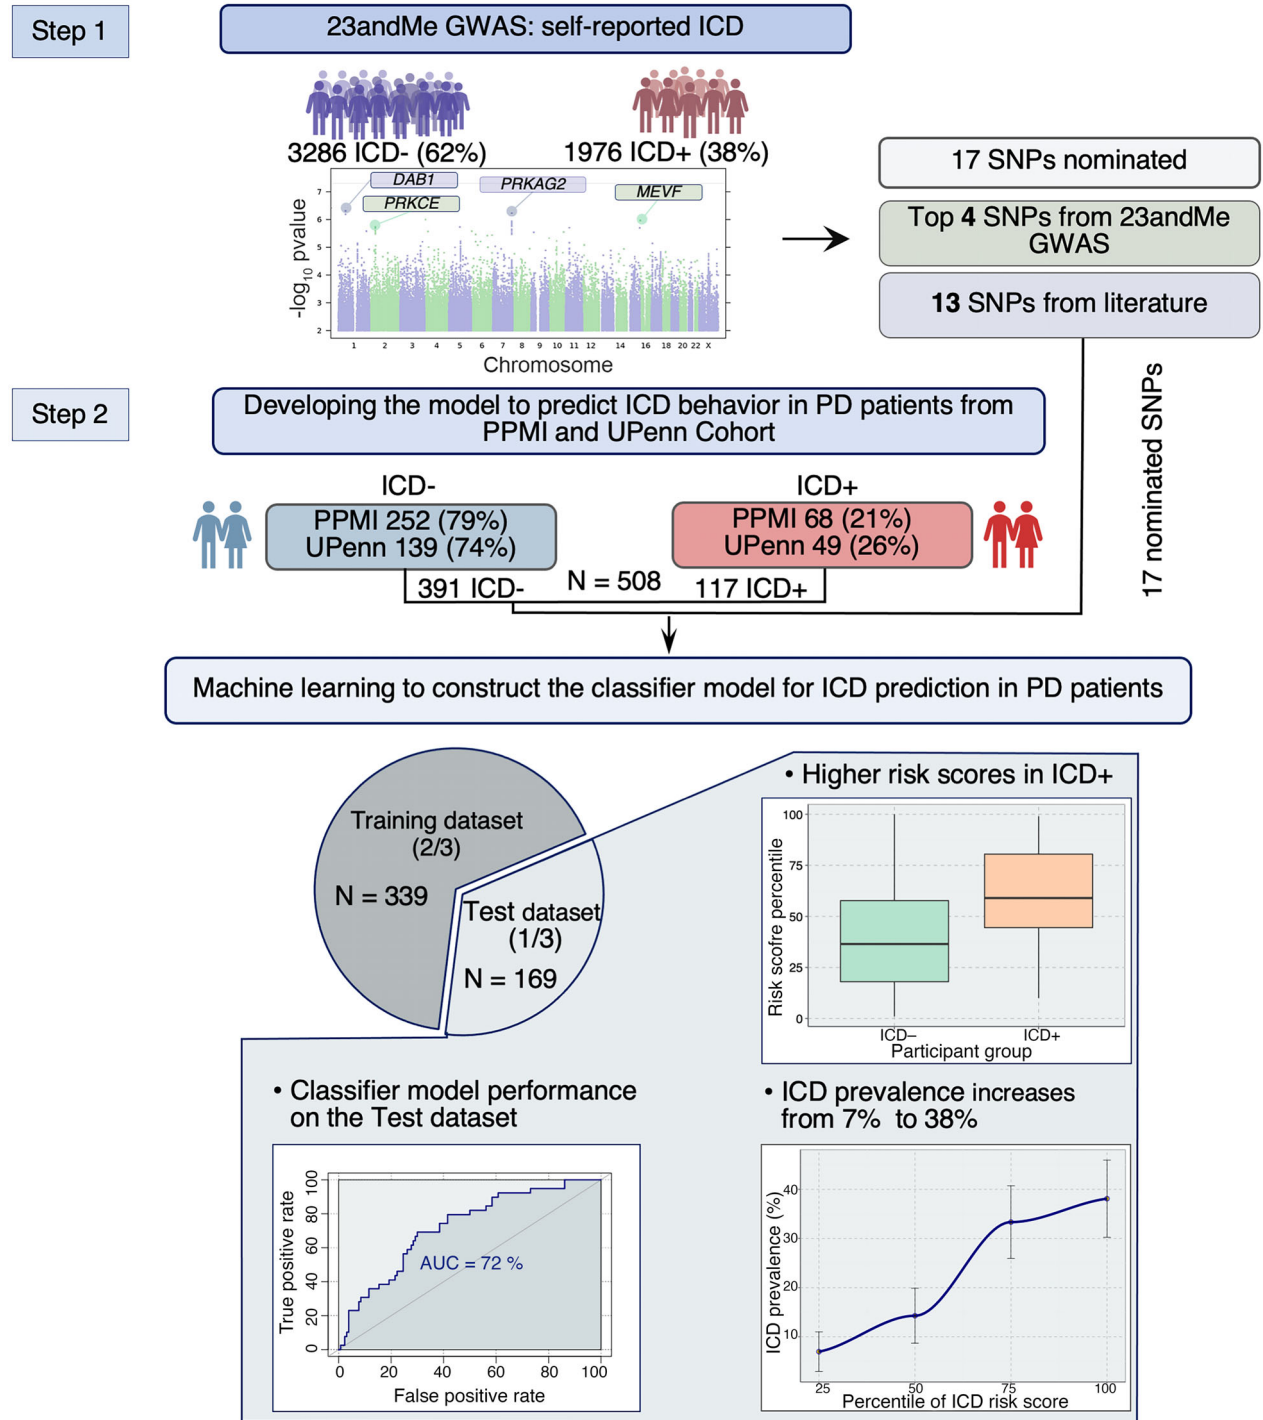 Step 1
23andMe GWAS: self-reported ICD
3286 ICD- (62%)
1976 ICD+ (38%)
DAB1
PRKCE
PRKAG2
MEVF
-log10 pvalue
7
6
5
4
3
2
1 2 3 4 5 6 7 8 9 10 11 12 14 16 18 20 22 X
Chromosome
17 SNPs nominated
Top 4 SNPs from 23andMe
GWAS
13 SNPs from literature
17 nominated SNPs
Step 2
Developing the model to predict ICD behavior in PD patients from
PPMI and UPenn Cohort
ICD-
PPMI 252 (79%)
UPenn 139 (74%)
ICD+
PPMI 68 (21%)
UPenn 49 (26%)
391 ICD-
N = 508
117 ICD+
Machine learning to construct the classifier model for ICD prediction in PD patients
Training dataset
(2/3)
N = 339
Test dataset
(1/3)
N = 169
• Higher risk scores in ICD+
Risk scofre percentile
100
75
50
25
0
ICD–
ICD+
Participant group
• Classifier model performance
on the Test dataset
True positive rate
100
80
60
40
20
0
AUC = 72 %
0 20 40 60 80 100
False positive rate
• ICD prevalence increases
from 7% to 38%
ICD prevalence (%)
40
30
20
10
25 50 75 100
Percentile of ICD risk score